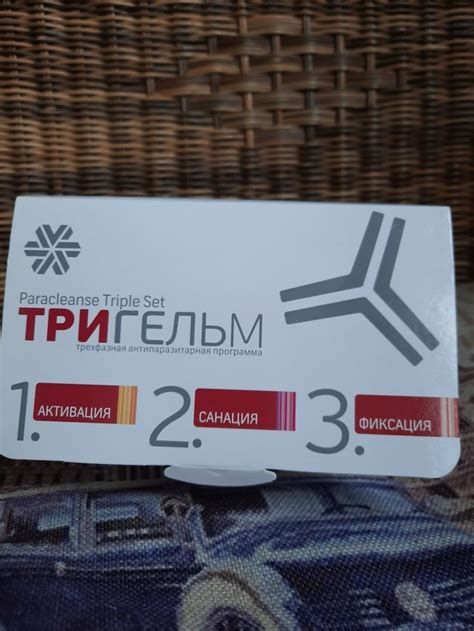 Paracleanse Triple Set
ТРИГЕЛЬМ
трехфазная антипаразитарная программа
1. АКТИВАЦИЯ
2. САНАЦИЯ
3. ФИКСАЦИЯ